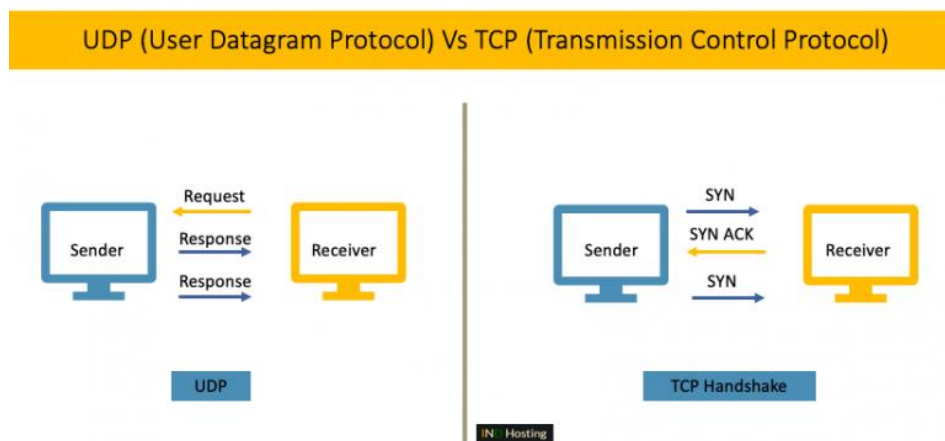 UDP (User Datagram Protocol) Vs TCP (Transmission Control Protocol)
Request
Sender
Response
Receiver
Response
UDP
SYN
Sender
SYN ACK
Receiver
SYN
TCP Handshake
IND Hosting